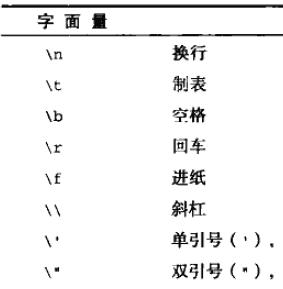 字面量
\n 换行
\t 制表
\b 空格
\r 回车
\f 进纸
\\ 斜杠
\' 单引号(')，
\" 双引号(")，